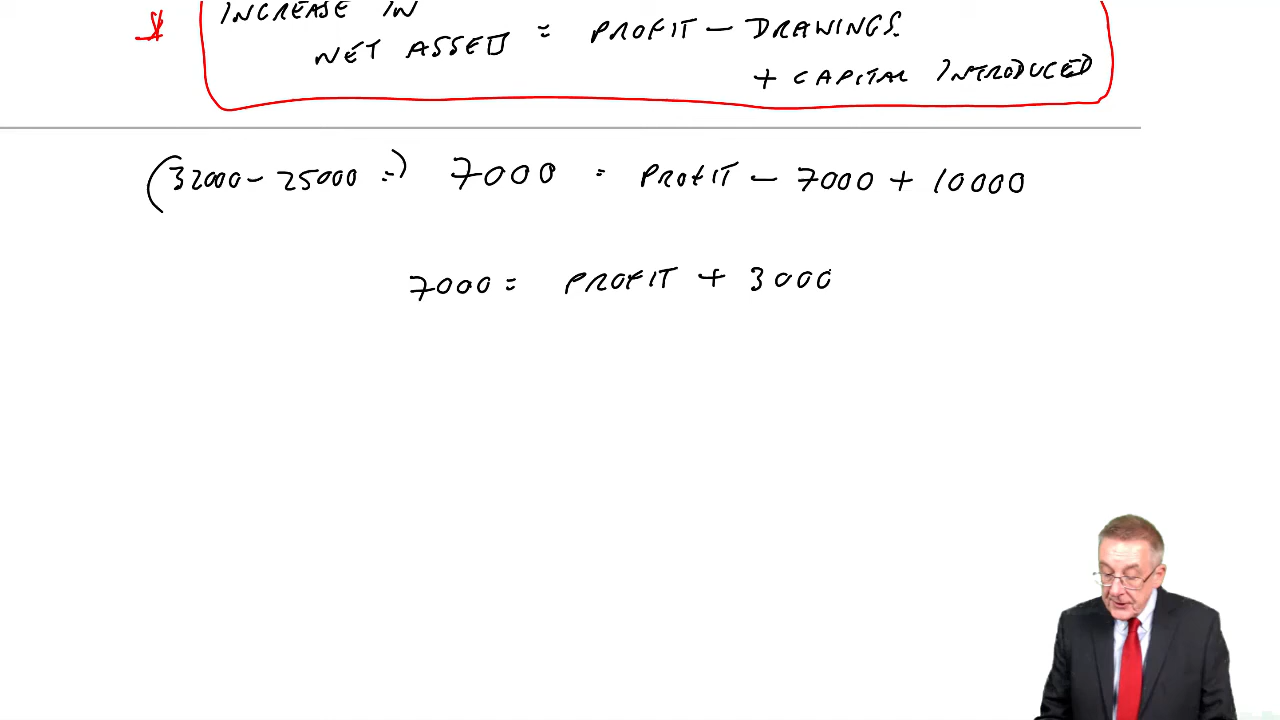 INCREASE IN
NET ASSETS = PROFIT - DRAWINGS
+ CAPITAL INTRODUCED
(32000 - 25000 =) 7000 = PROFIT - 7000 + 10000
7000 = PROFIT + 3000